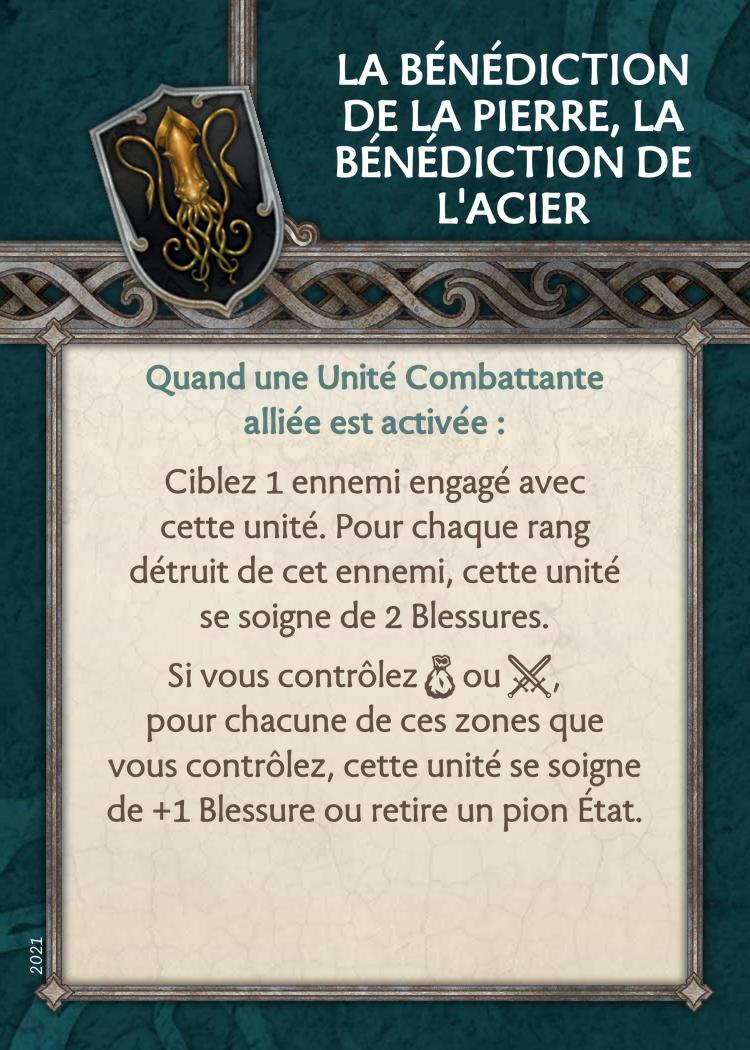 LA BÉNÉDICTION
DE LA PIERRE, LA
BÉNÉDICTION DE
L'ACIER
Quand une Unité Combattante
alliée est activée :
Ciblez 1 ennemi engagé avec
cette unité. Pour chaque rang
détruit de cet ennemi, cette unité
se soigne de 2 Blessures.
Si vous contrôlez ou ,
pour chacune de ces zones que
vous contrôlez, cette unité se soigne
de +1 Blessure ou retire un pion État.
2021